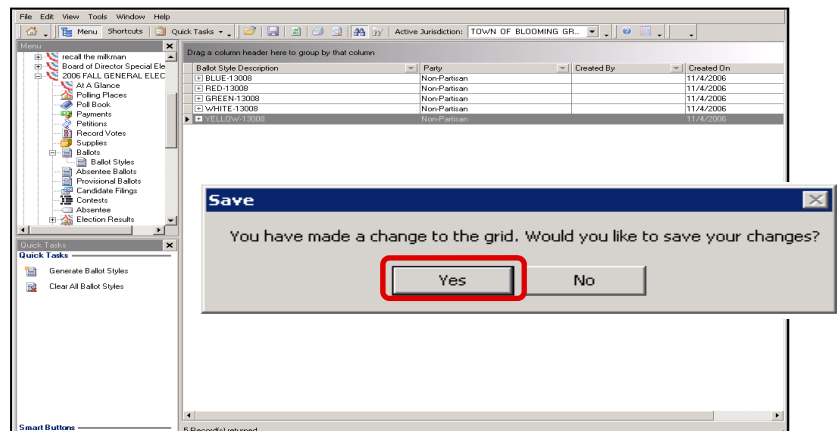 File Edit View Tools Window Help
Menu Shortcuts Quick Tasks Active Jurisdiction: TOWN OF BLOOMING GR...
Menu
recall the milkman
Board of Director Special Ele
2006 FALL GENERAL ELEC
At A Glance
Polling Places
Poll Book
Payments
Petitions
Record Votes
Supplies
Ballots
Ballot Styles
Absentee Ballots
Provisional Ballots
Candidate Filings
Contests
Absentee
Election Results
Quick Tasks
Quick Tasks
Generate Ballot Styles
Clear All Ballot Styles
Smart Buttons
Drag a column header here to group by that column
Ballot Style Description Party Created By Created On
BLUE-13008 Non-Partisan 11/4/2006
RED-13008 Non-Partisan 11/4/2006
GREEN-13008 Non-Partisan 11/4/2006
WHITE-13008 Non-Partisan 11/4/2006
YELLOW-13008 Non-Partisan 11/4/2006
Save
You have made a change to the grid. Would you like to save your changes?
Yes No
5 Record(s) returned